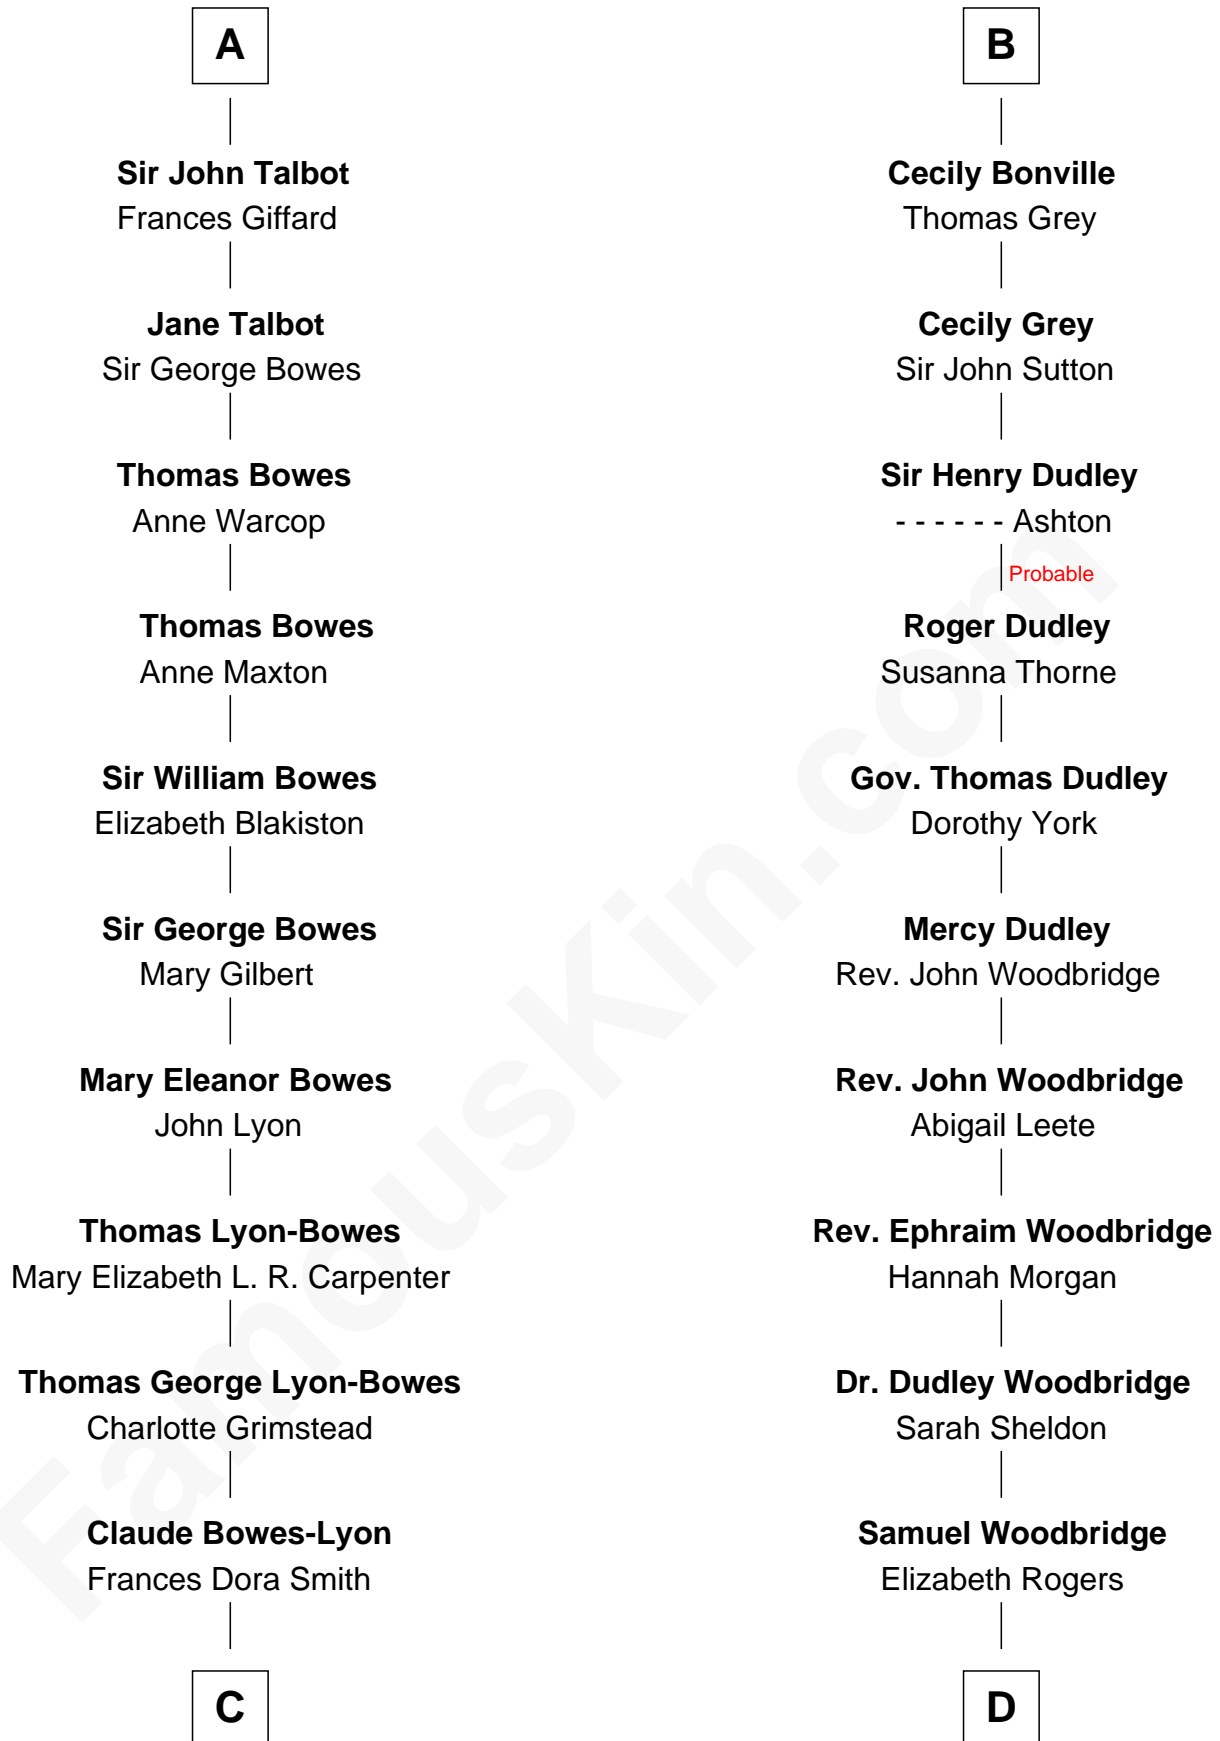 A
Sir John Talbot
Frances Giffard
Jane Talbot
Sir George Bowes
Thomas Bowes
Anne Warcop
Thomas Bowes
Anne Maxton
Sir William Bowes
Elizabeth Blakiston
Sir George Bowes
Mary Gilbert
Mary Eleanor Bowes
John Lyon
Thomas Lyon-Bowes
Mary Elizabeth L. R. Carpenter
Thomas George Lyon-Bowes
Charlotte Grimstead
Claude Bowes-Lyon
Frances Dora Smith
C
B
Cecily Bonville
Thomas Grey
Cecily Grey
Sir John Sutton
Sir Henry Dudley
- - - - - - Ashton
Probable
Roger Dudley
Susanna Thorne
Gov. Thomas Dudley
Dorothy York
Mercy Dudley
Rev. John Woodbridge
Rev. John Woodbridge
Abigail Leete
Rev. Ephraim Woodbridge
Hannah Morgan
Dr. Dudley Woodbridge
Sarah Sheldon
Samuel Woodbridge
Elizabeth Rogers
D
FamousKin.com